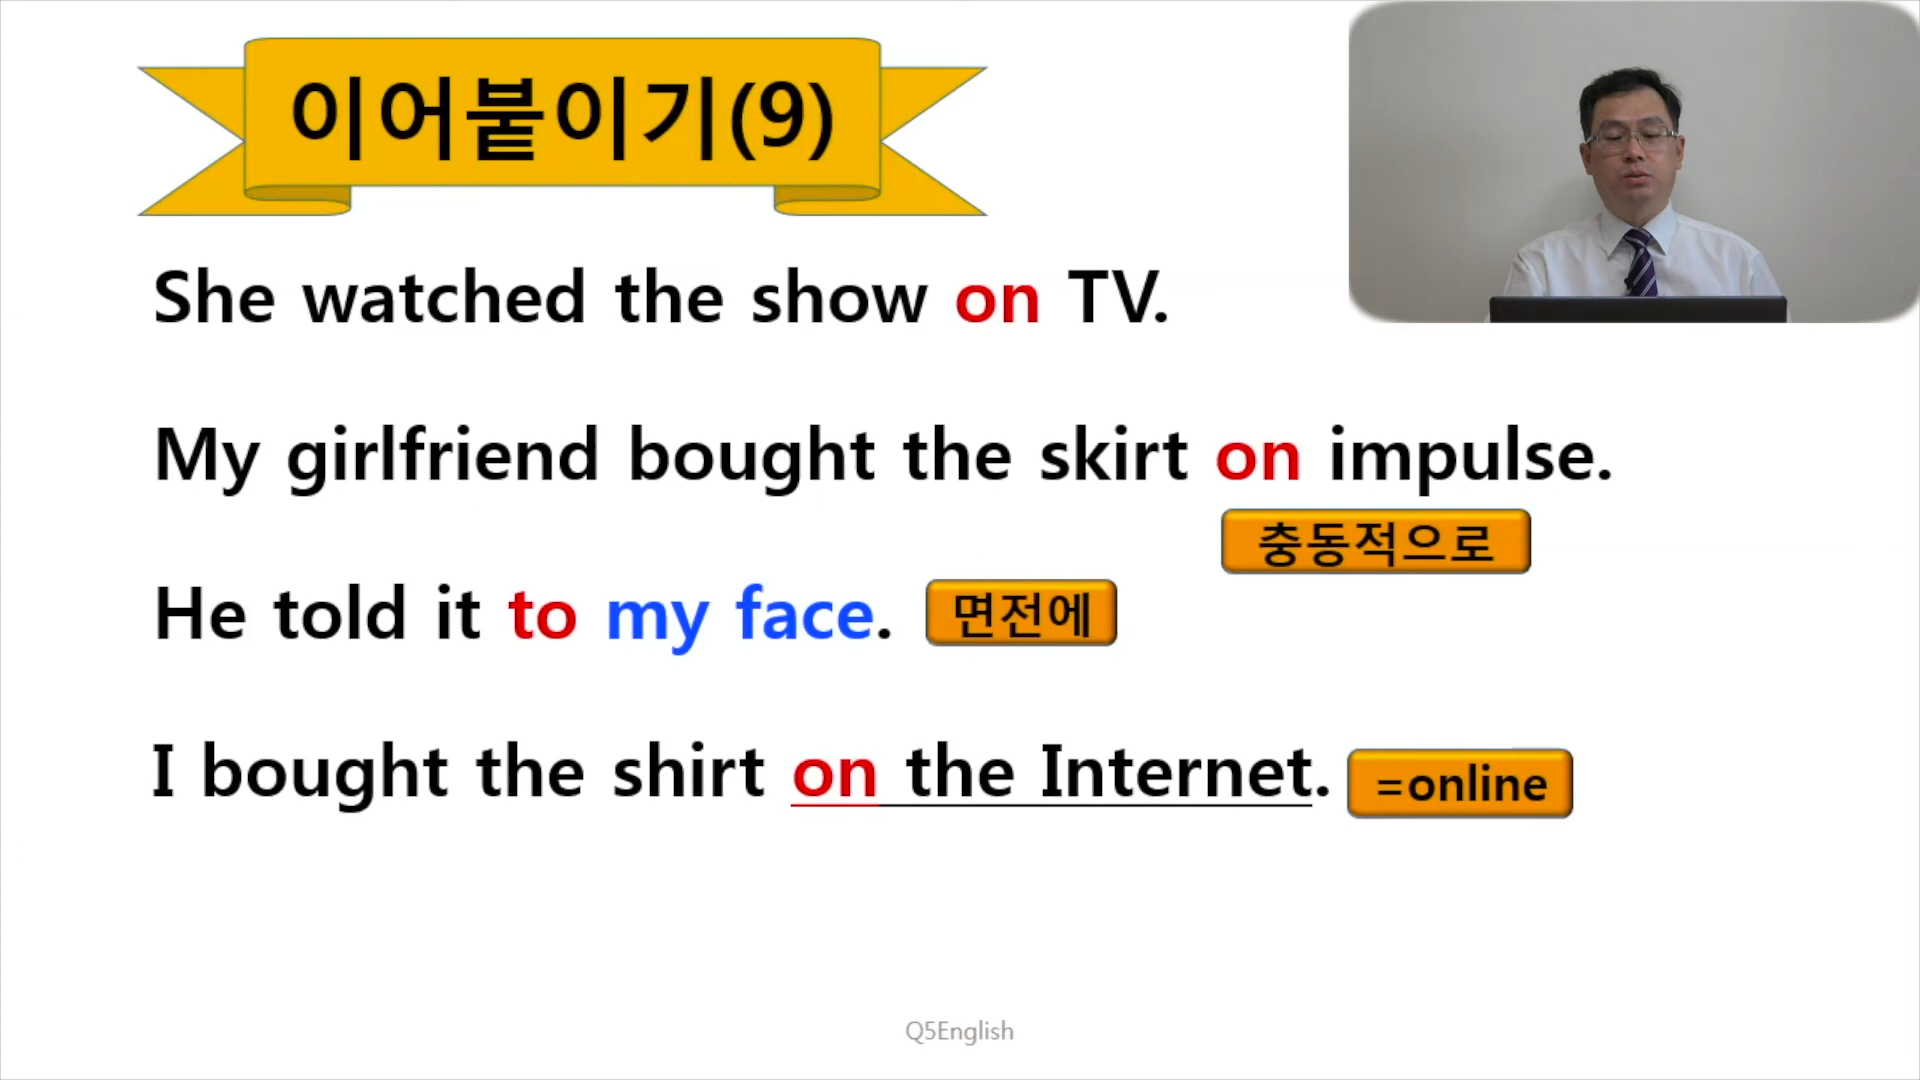 이어붙이기(9)
She watched the show on TV.
My girlfriend bought the skirt on impulse.
충동적으로
He told it to my face. 면전에
I bought the shirt on the Internet. =online
Q5English